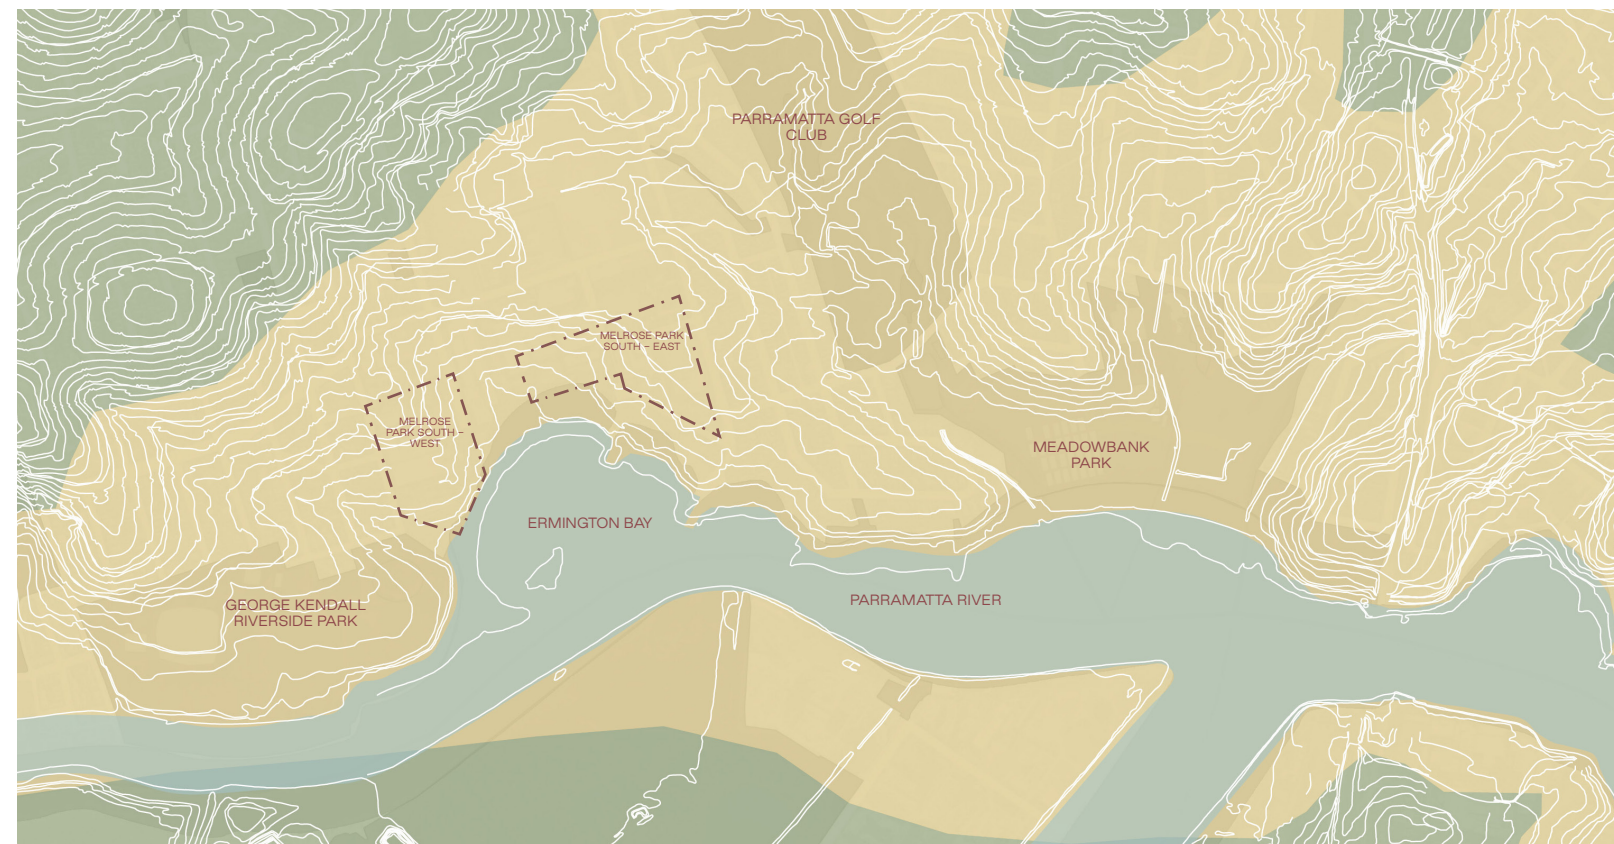 PARRAMATTA GOLF
CLUB
MELROSE PARK
SOUTH – EAST
MELROSE
PARK SOUTH –
WEST
MEADOWBANK
PARK
ERMINGTON BAY
PARRAMATTA RIVER
GEORGE KENDALL
RIVERSIDE PARK